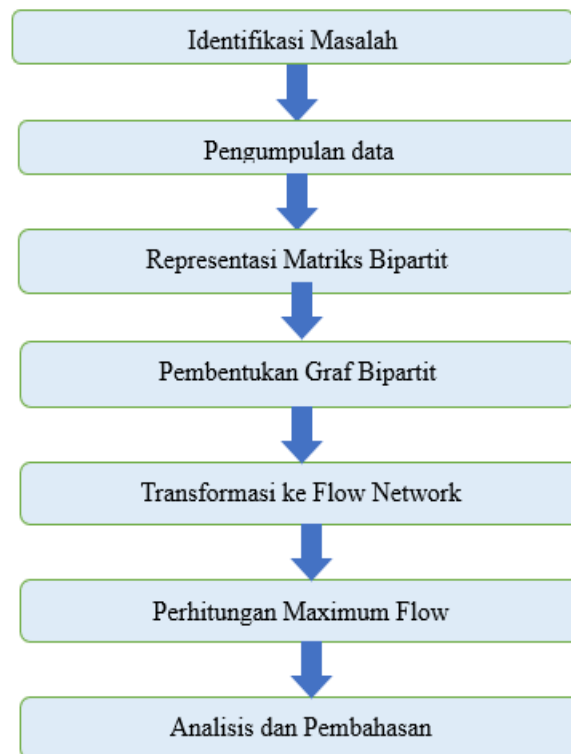 Identifikasi Masalah
Pengumpulan data
Representasi Matriks Bipartit
Pembentukan Graf Bipartit
Transformasi ke Flow Network
Perhitungan Maximum Flow
Analisis dan Pembahasan